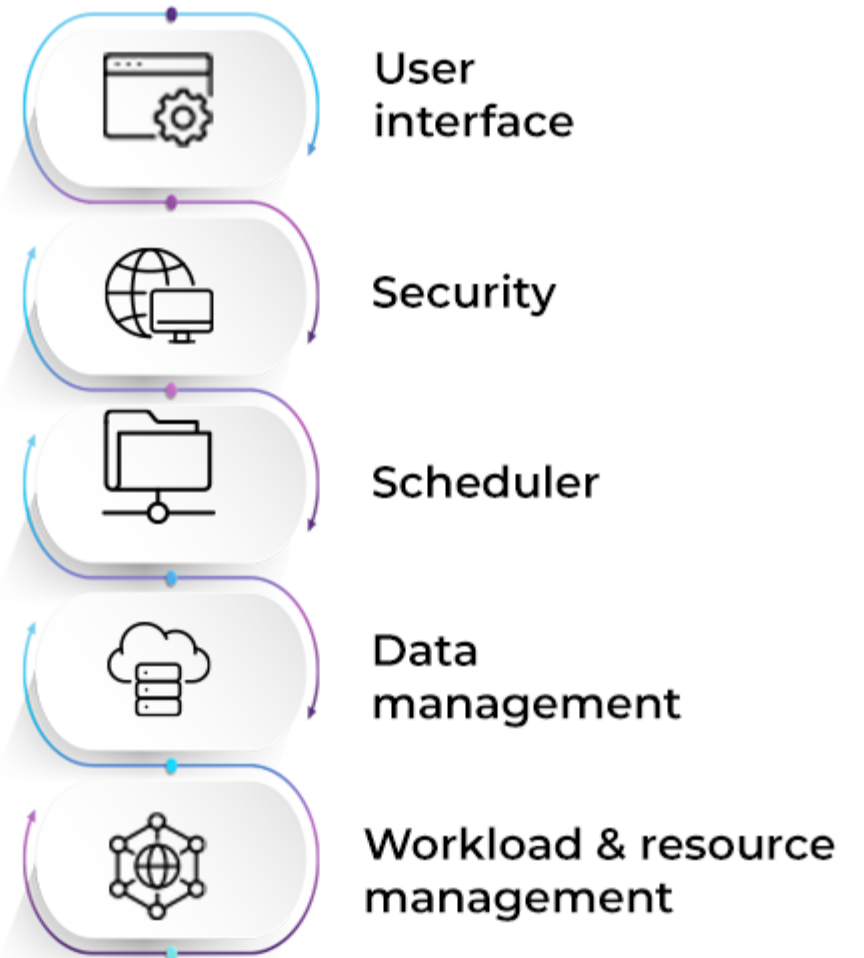 User
interface
Security
Scheduler
Data
management
Workload & resource
management